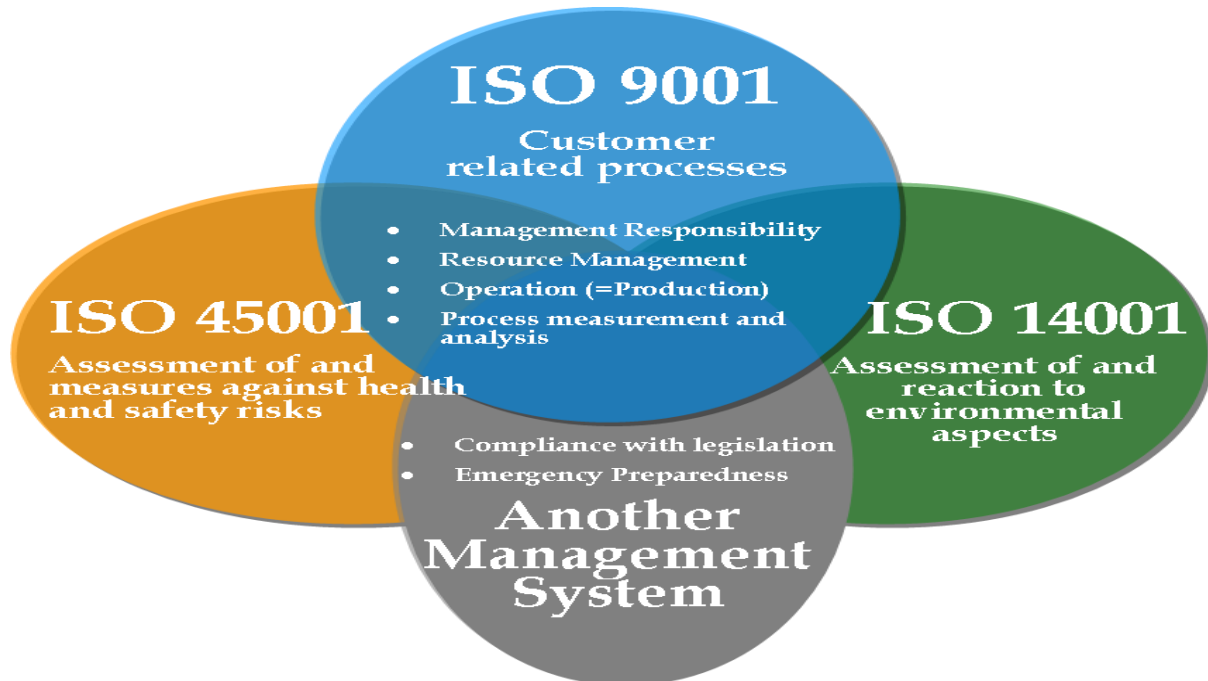 ISO 9001
Customer
related processes
• Management Responsibility
• Resource Management
• Operation (=Production)
• Process measurement and
analysis
ISO 45001
Assessment of and
measures against health
and safety risks
ISO 14001
Assessment of and
reaction to
environmental
aspects
• Compliance with legislation
• Emergency Preparedness
Another
Management
System